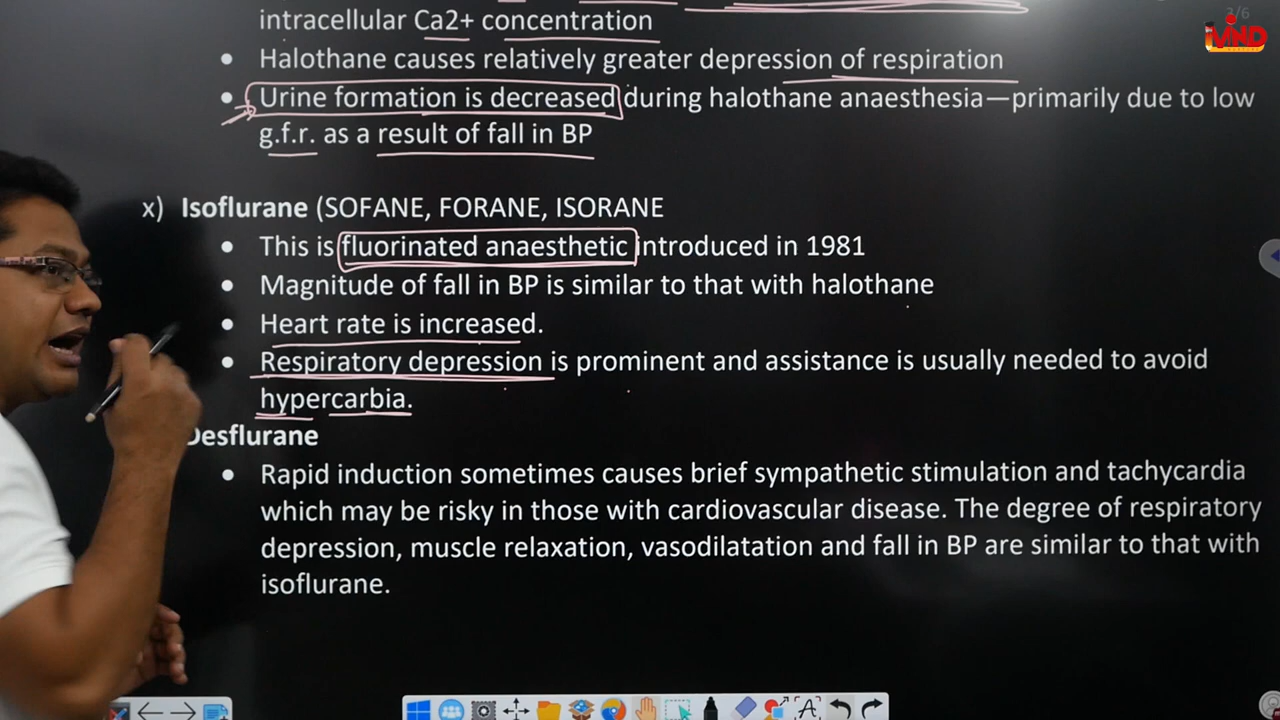 2/6
iMND
intracellular Ca2+ concentration
• Halothane causes relatively greater depression of respiration
• Urine formation is decreased during halothane anaesthesia—primarily due to low
g.f.r. as a result of fall in BP
x) Isoflurane (SOFANE, FORANE, ISORANE
• This is fluorinated anaesthetic introduced in 1981
• Magnitude of fall in BP is similar to that with halothane
• Heart rate is increased.
• Respiratory depression is prominent and assistance is usually needed to avoid
hypercarbia.
Desflurane
• Rapid induction sometimes causes brief sympathetic stimulation and tachycardia
which may be risky in those with cardiovascular disease. The degree of respiratory
depression, muscle relaxation, vasodilatation and fall in BP are similar to that with
isoflurane.